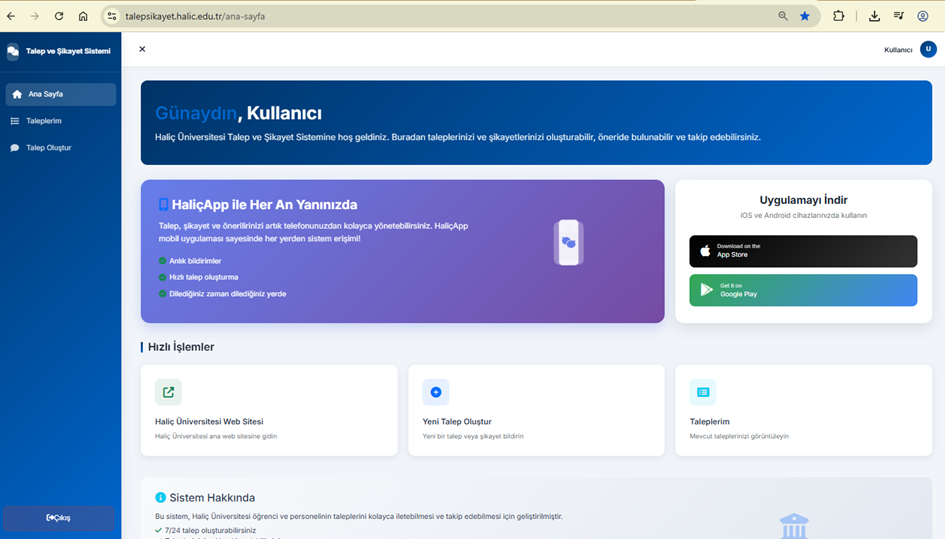 talepsikayet.halic.edu.tr/ana-sayfa
Talep ve Şikayet Sistemi
Kullanıcı
U
Ana Sayfa
Taleplerim
Talep Oluştur
Çıkış
Günaydın, Kullanıcı
Haliç Üniversitesi Talep ve Şikayet Sistemine hoş geldiniz. Buradan taleplerinizi ve şikayetlerinizi oluşturabilir, öneride bulunabilir ve takip edebilirsiniz.
HaliçApp ile Her An Yanınızda
Talep, şikayet ve önerilirinizi artık telefonunuzdan kolayca yönetebilirsiniz. HaliçApp
mobil uygulaması sayesinde her yerden sistem erişimi!
Anlık bildirimler
Hızlı talep oluşturma
Dilediğiniz zaman dilediğiniz yerde
Uygulamayı İndir
iOS ve Android cihazlarınızda kullanın
Download on the
App Store
Get it on
Google Play
Hızlı İşlemler
Haliç Üniversitesi Web Sitesi
Haliç Üniversitesi ana web sitesine gidin
Yeni Talep Oluştur
Yeni bir talep veya şikayet bildirin
Taleplerim
Mevcut taleplerinizi görüntüleyin
Sistem Hakkında
Bu sistem, Haliç Üniversitesi öğrenci ve personelinin taleplerini kolayca iletebilmesi ve takip edebilmesi için geliştirilmiştir.
7/24 talep oluşturabilirsiniz